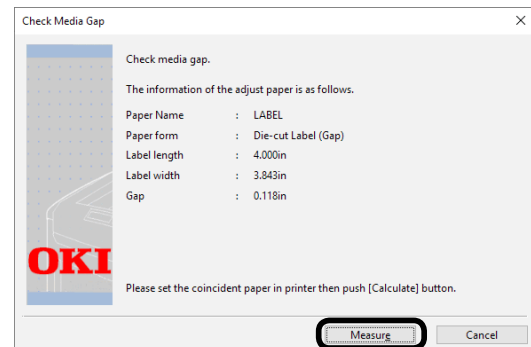 Check Media Gap
Check media gap.
The information of the adjust paper is as follows.
Paper Name : LABEL
Paper form : Die-cut Label (Gap)
Label length : 4.000in
Label width : 3.843in
Gap : 0.118in
OKI
Please set the coincident paper in printer then push [Calculate] button.
Measure Cancel